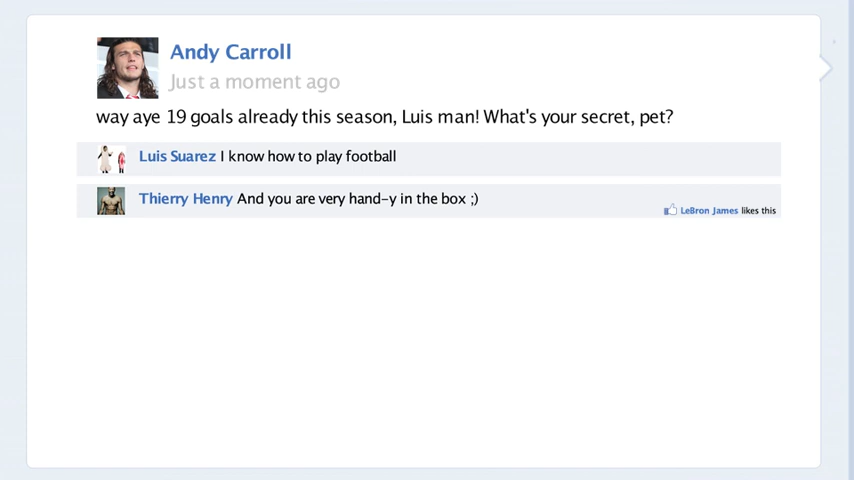 Andy Carroll
Just a moment ago
way aye 19 goals already this season, Luis man! What's your secret, pet?
Luis Suarez I know how to play football
Thierry Henry And you are very hand-y in the box ;)
LeBron James likes this